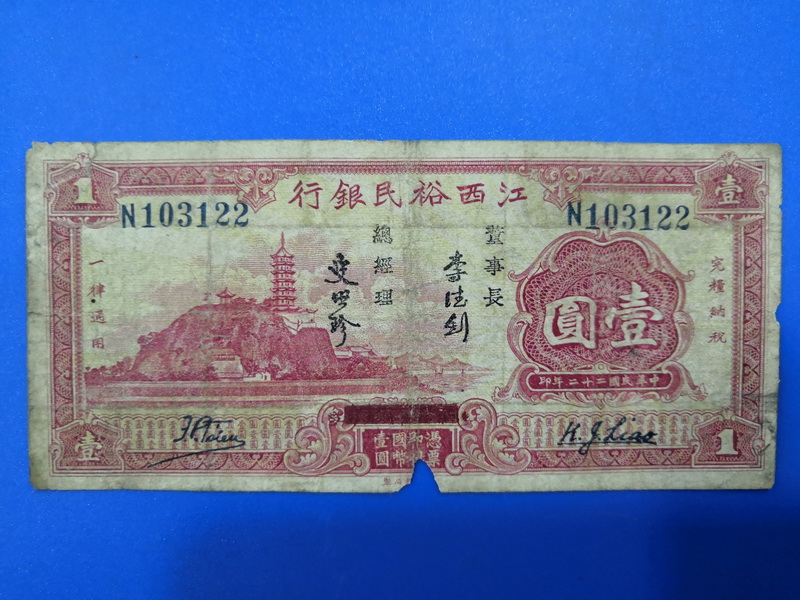 江西裕民銀行
1
壹
N103122
N103122
完糧納稅
董事長
總經理
一律通用
壹圓
中華民國二十二年印
憑票
即付
國幣
壹圓
壹
K. J. Liao
1